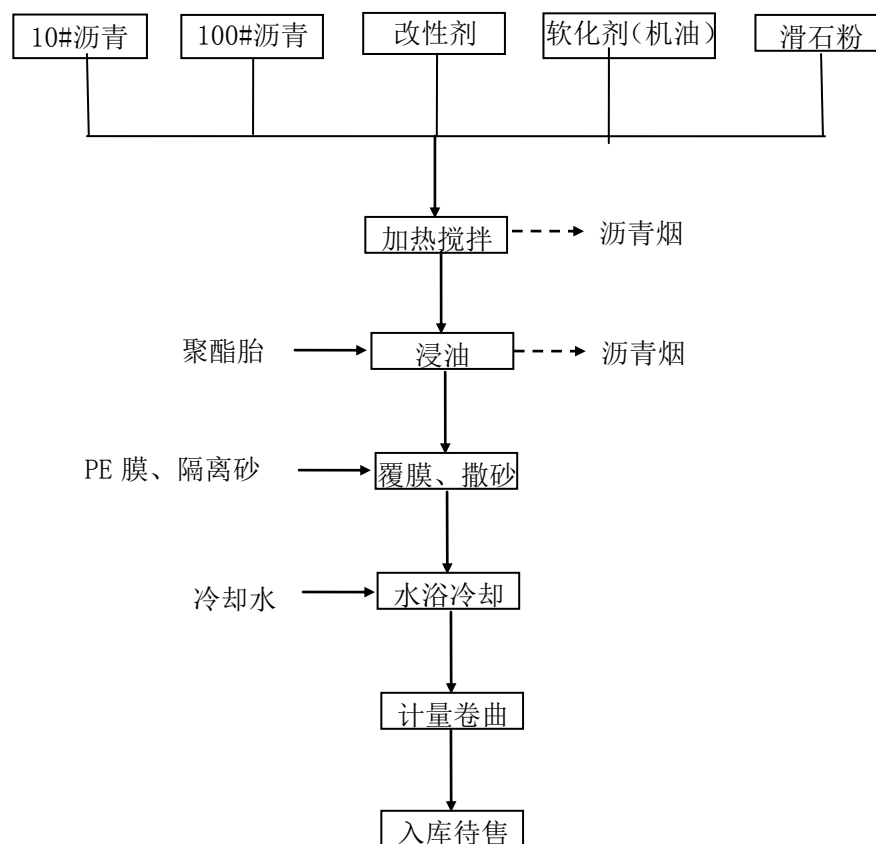 10#沥青
100#沥青
改性剂
软化剂（机油）
滑石粉
加热搅拌
沥青烟
聚酯胎
浸油
沥青烟
PE 膜、隔离砂
覆膜、撒砂
冷却水
水浴冷却
计量卷曲
入库待售